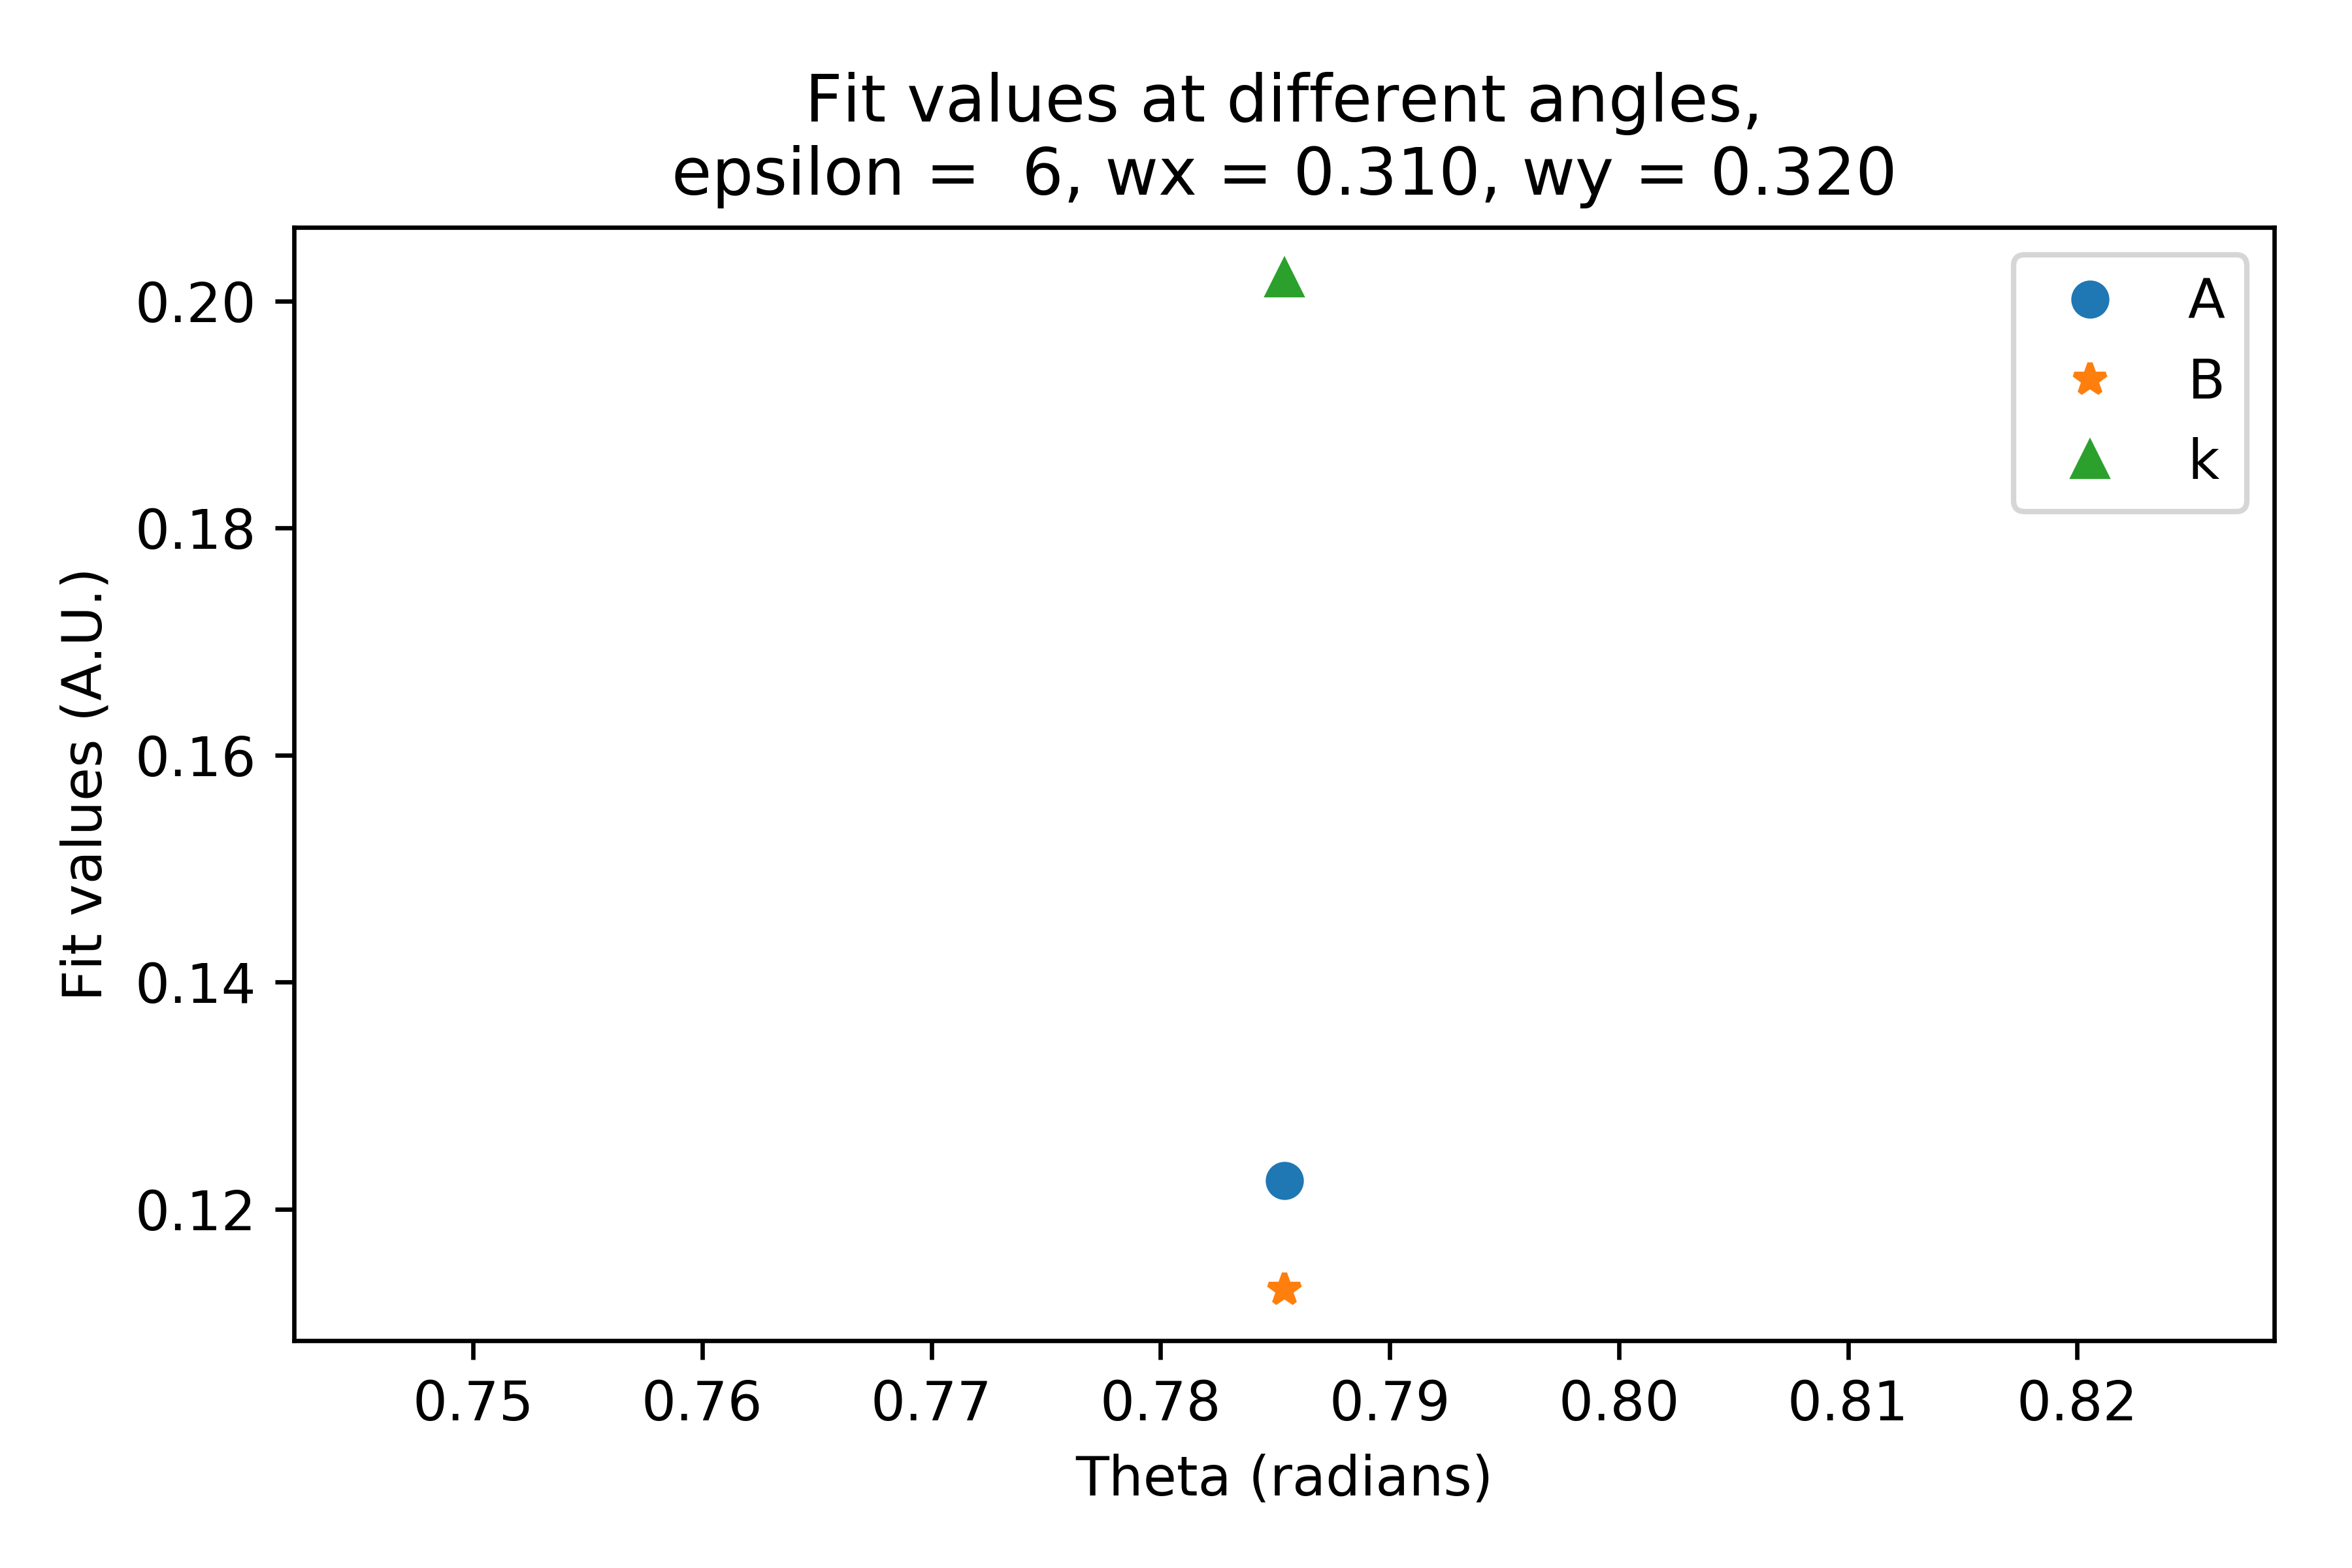 Fit values at different angles,
epsilon =  6, wx = 0.310, wy = 0.320
A
B
k
0.20
0.18
0.16
0.14
0.12
Fit values (A.U.)
0.75 0.76 0.77 0.78 0.79 0.80 0.81 0.82
Theta (radians)